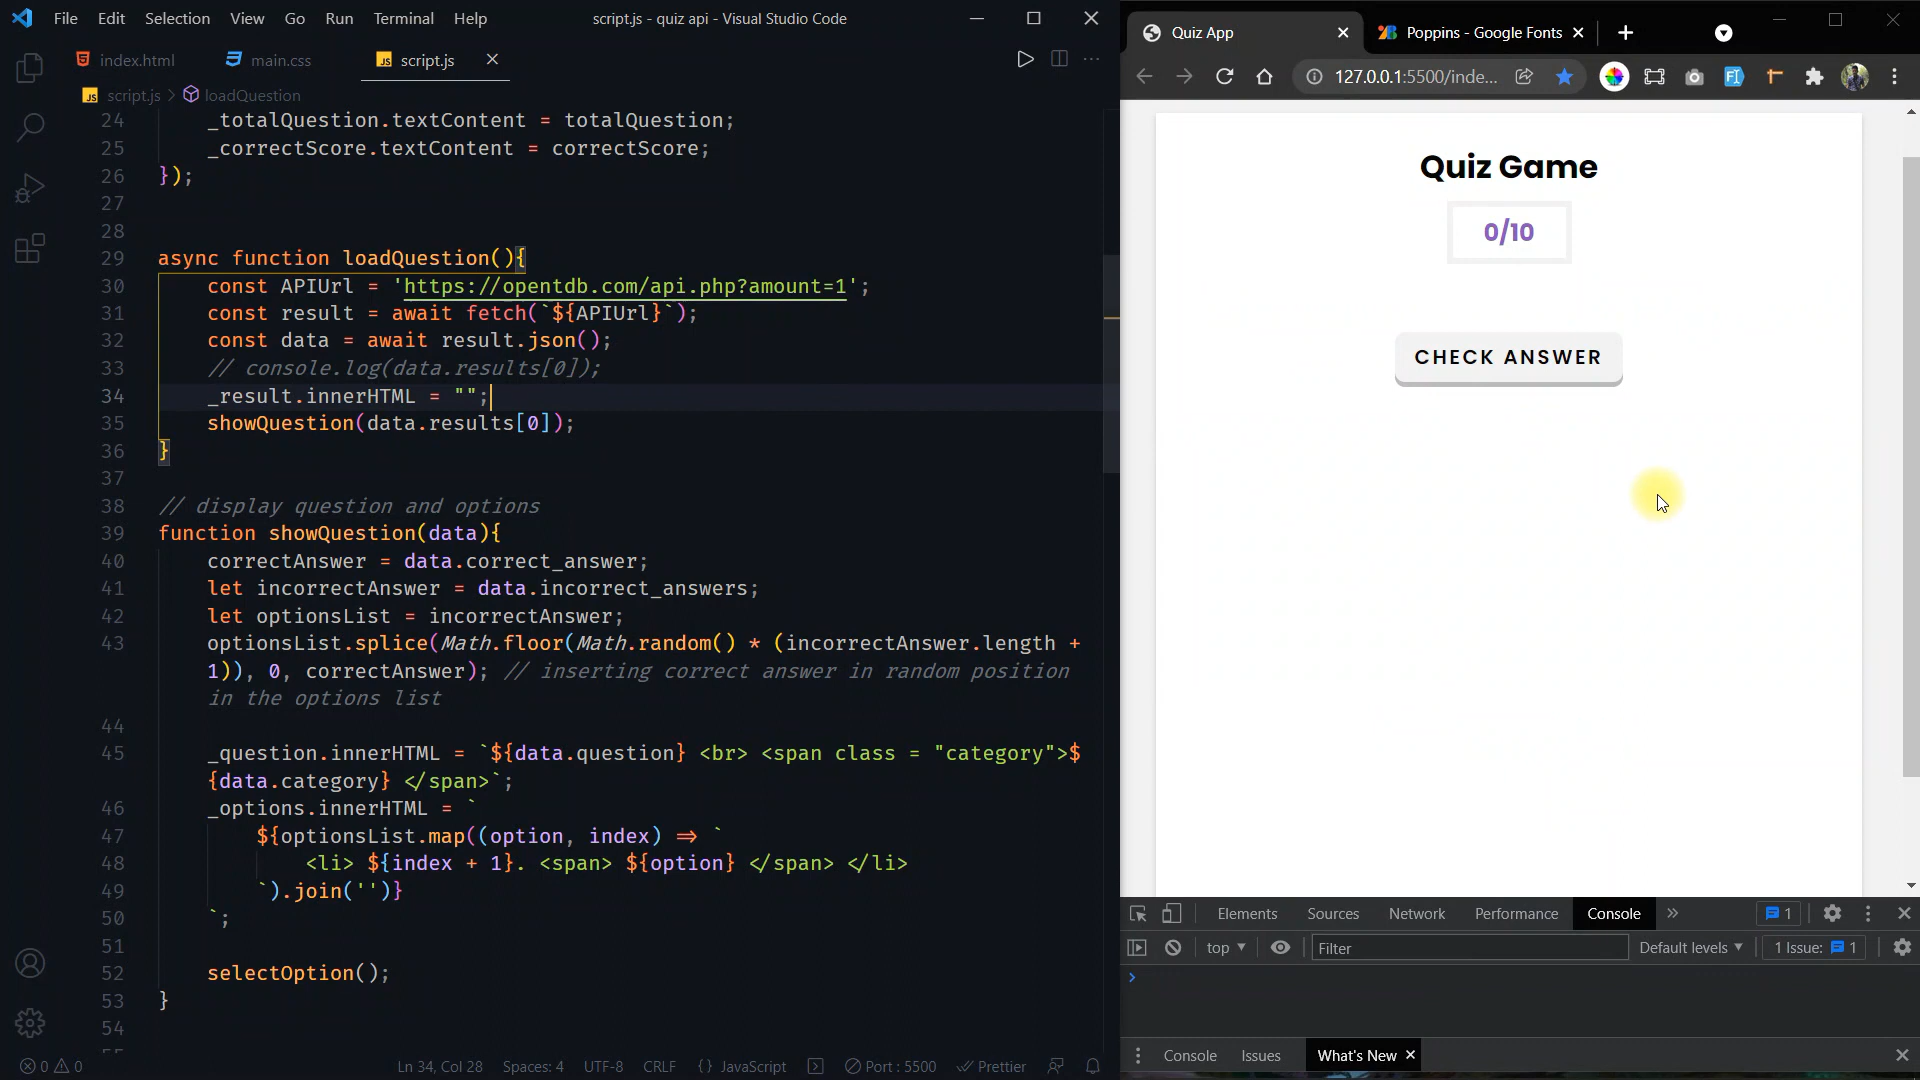 File Edit Selection View Go Run Terminal Help script.js - quiz api - Visual Studio Code
index.html main.css JS script.js
JS script.js > loadQuestion
24 _totalQuestion.textContent = totalQuestion;
25 _correctScore.textContent = correctScore;
26 });
27
28
29 async function loadQuestion(){
30 const APIUrl = 'https://opentdb.com/api.php?amount=1';
31 const result = await fetch(`${APIUrl}`);
32 const data = await result.json();
33 // console.log(data.results[0]);
34 _result.innerHTML = "";
35 showQuestion(data.results[0]);
36 }
37
38 // display question and options
39 function showQuestion(data){
40 correctAnswer = data.correct_answer;
41 let incorrectAnswer = data.incorrect_answers;
42 let optionsList = incorrectAnswer;
43 optionsList.splice(Math.floor(Math.random() * (incorrectAnswer.length +
1)), 0, correctAnswer); // inserting correct answer in random position
in the options list
44
45 _question.innerHTML = `${data.question} <br> <span class = "category">$
{data.category} </span>`;
46 _options.innerHTML = `
47 ${optionsList.map((option, index) => `
48 <li> ${index + 1}. <span> ${option} </span> </li>
49 `).join('')}
50 `;
51
52 selectOption();
53 }
54
0 0 Ln 34, Col 28 Spaces: 4 UTF-8 CRLF {} JavaScript Port : 5500 Prettier
Quiz App Poppins - Google Fonts
127.0.0.1:5500/inde...
Quiz Game
0/10
CHECK ANSWER
Elements Sources Network Performance Console » 1
top Filter Default levels 1 Issue: 1
>
Console Issues What's New